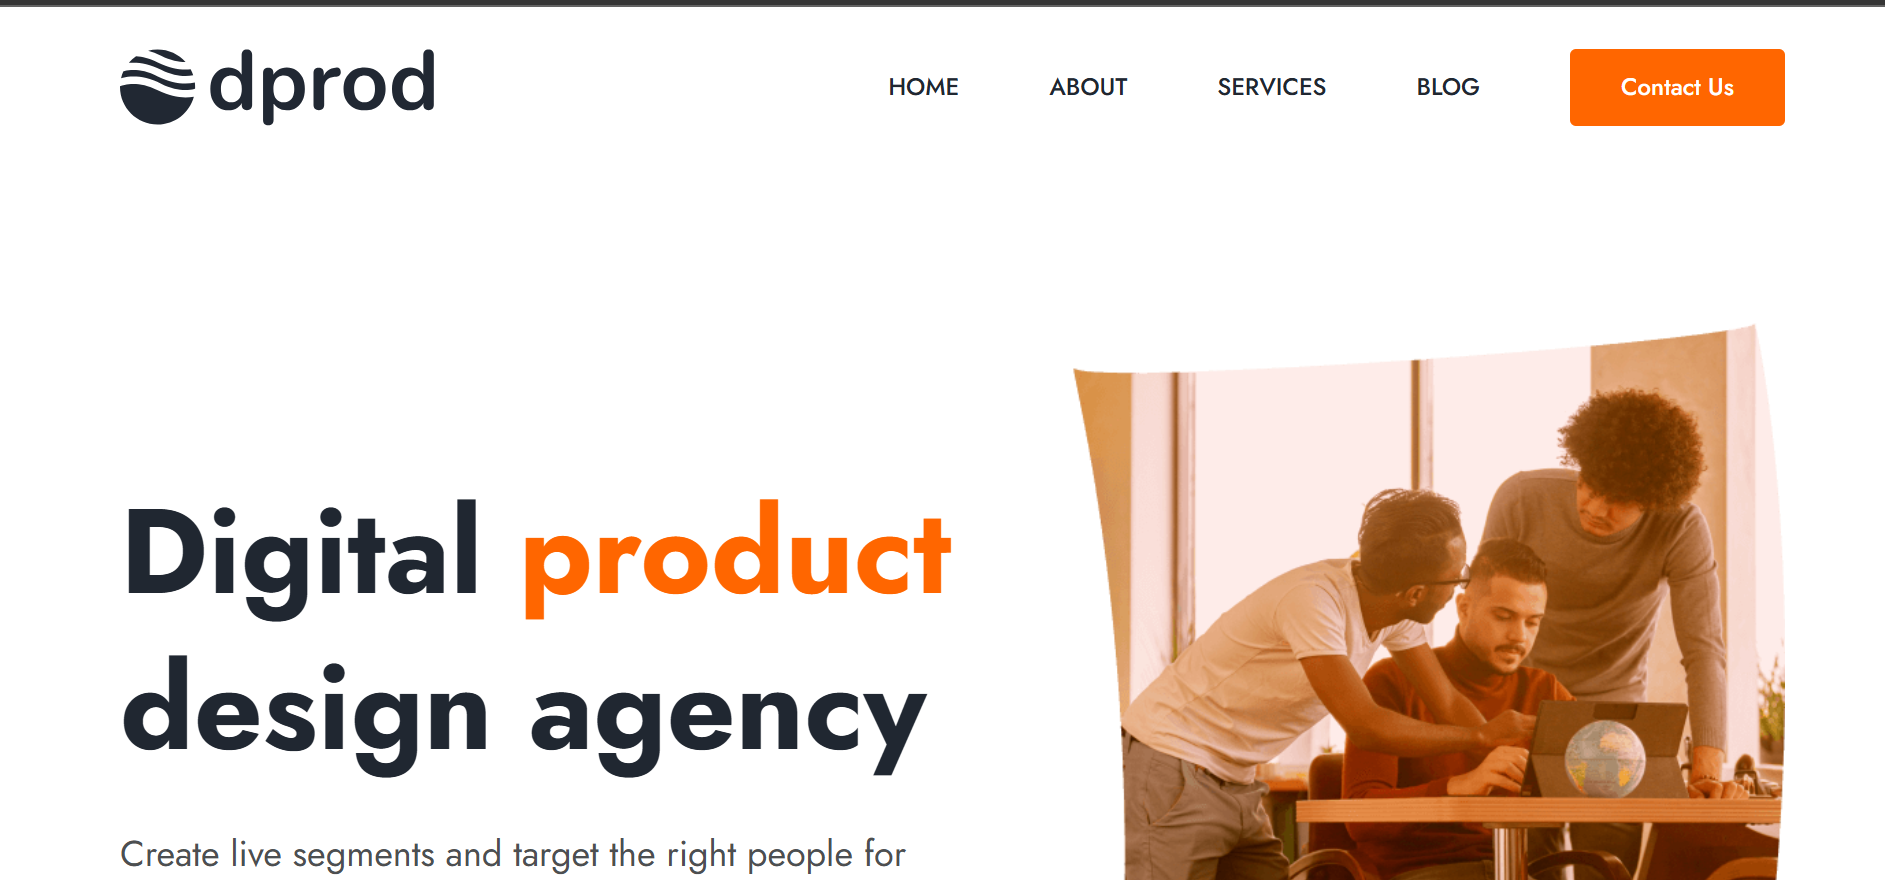 dprod
HOME ABOUT SERVICES BLOG Contact Us
Digital product
design agency
Create live segments and target the right people for